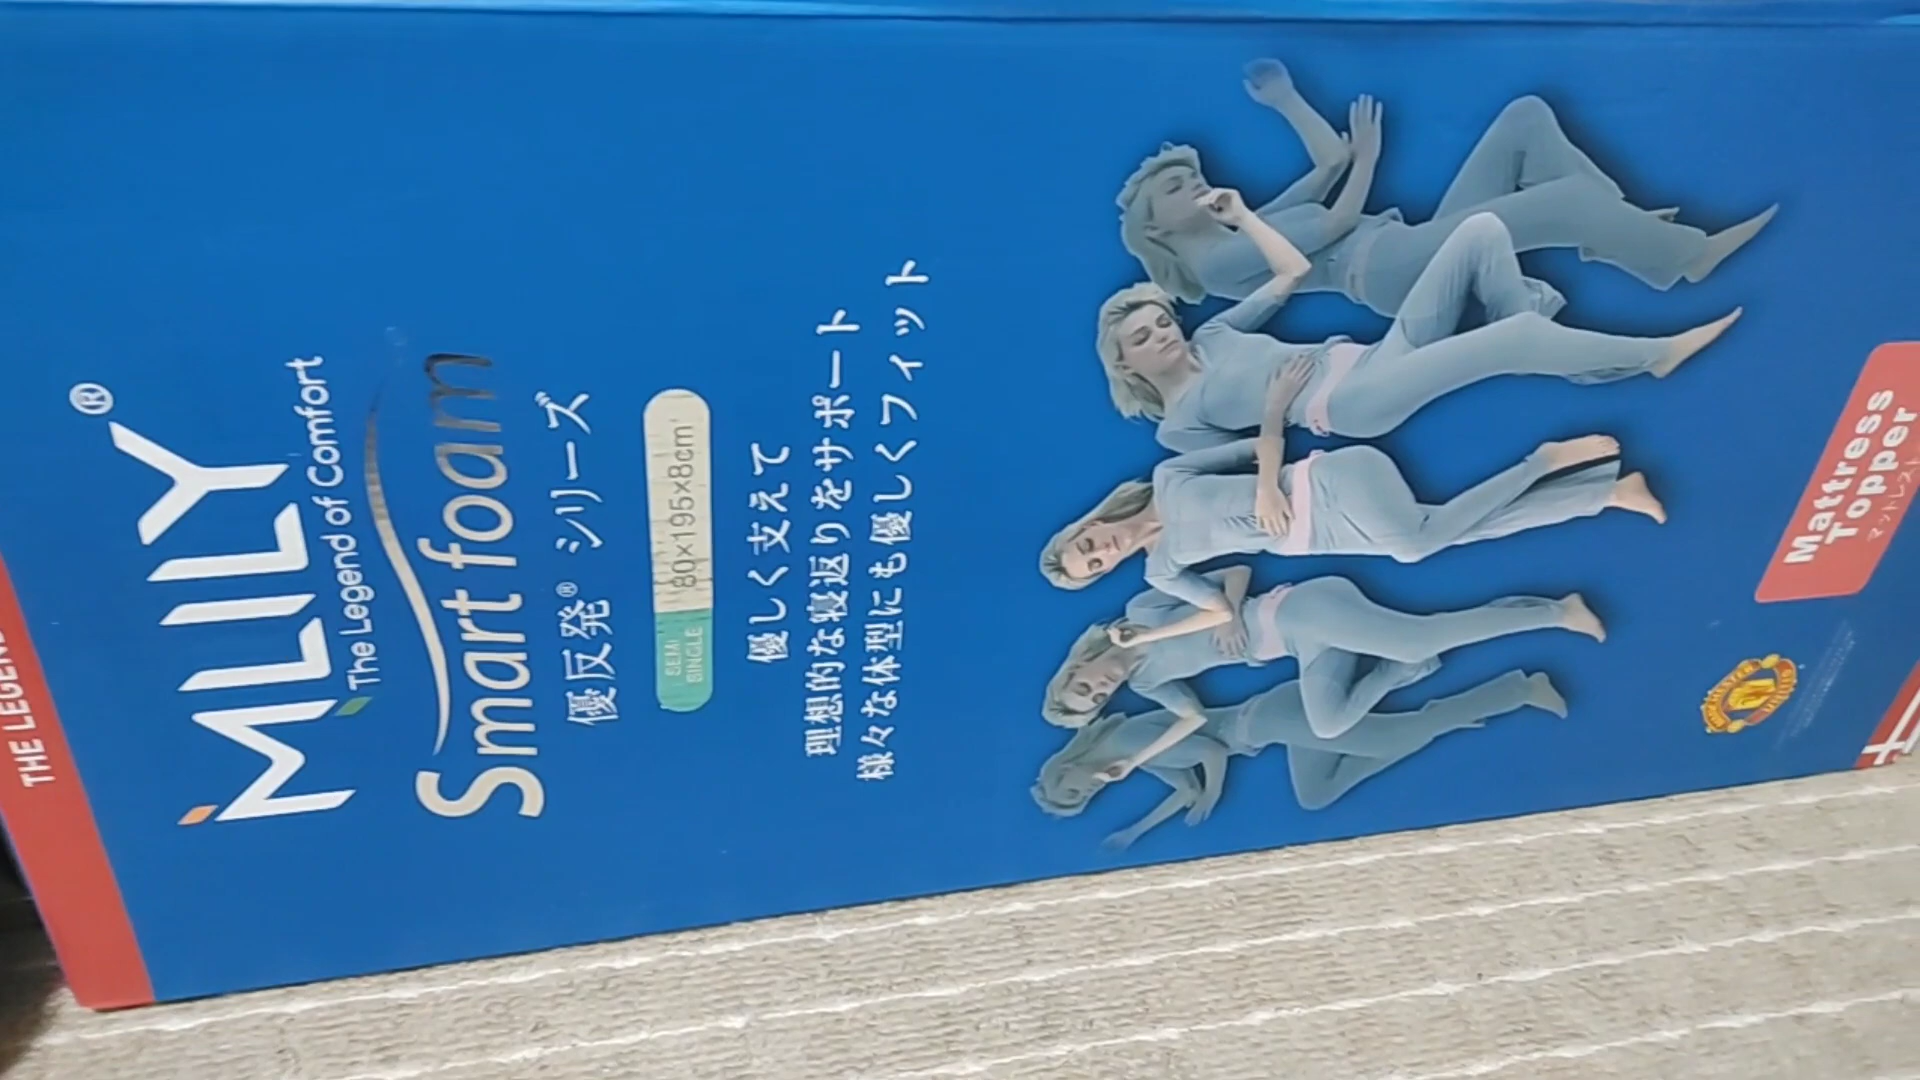 THE LEGEND
MLILY®
The Legend of Comfort
Smart foam
優反発® シリーズ
SEMI SINGLE
80×195×8cm
優しく支えて
理想的な寝返りをサポート
様々な体型にも優しくフィット
Mattress
Topper
マットレス
MANCHESTER
UNITED